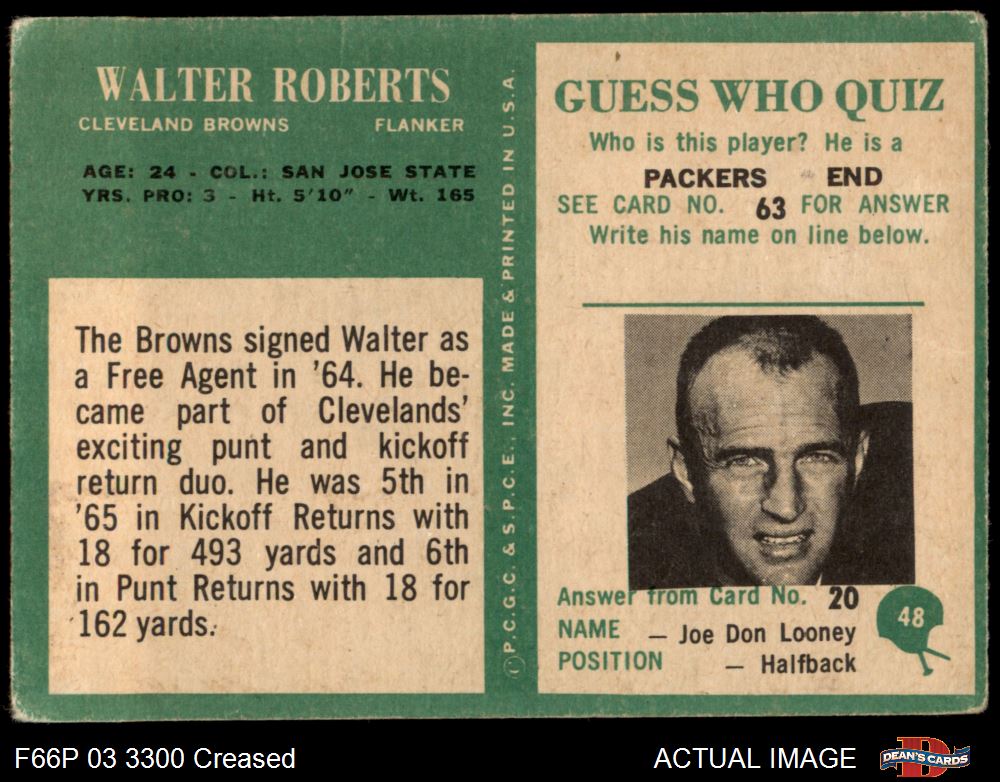 WALTER ROBERTS
CLEVELAND BROWNS FLANKER
AGE: 24 - COL.: SAN JOSE STATE
YRS. PRO: 3 - Ht. 5'10" - Wt. 165
The Browns signed Walter as
a Free Agent in '64. He be-
came part of Clevelands'
exciting punt and kickoff
return duo. He was 5th in
'65 in Kickoff Returns with
18 for 493 yards and 6th
in Punt Returns with 18 for
162 yards.
©P.C.G.C. & S.P.C.E., INC. MADE & PRINTED IN U.S.A.
GUESS WHO QUIZ
Who is this player? He is a
PACKERS END
SEE CARD NO. 63 FOR ANSWER
Write his name on line below.
Answer from Card No. 20
NAME — Joe Don Looney
POSITION — Halfback
48
F66P 03 3300 Creased
ACTUAL IMAGE
D
DEAN'S CARDS